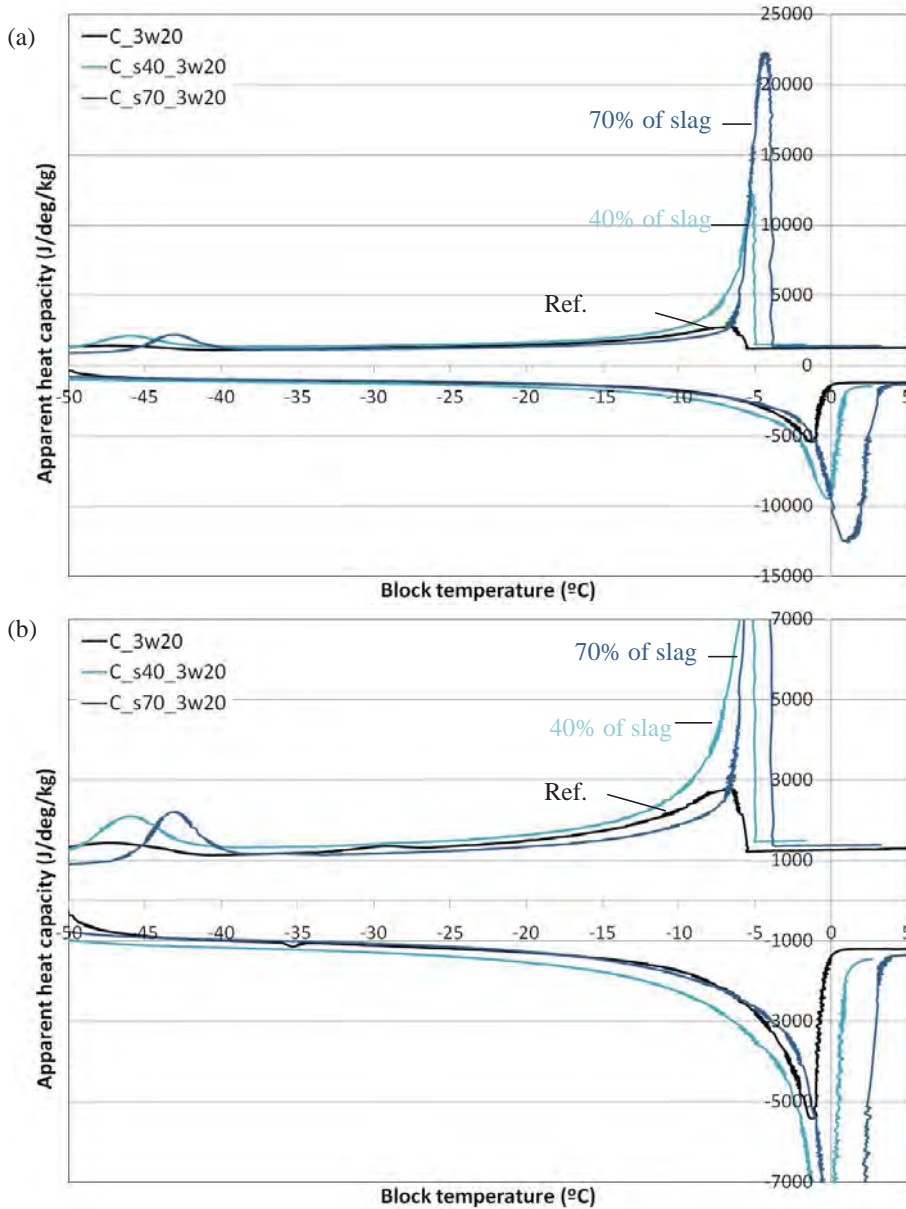 (a)
C_3w20
C_s40_3w20
C_s70_3w20
25000
20000
15000
10000
5000
0
-5000
-10000
-15000
70% of slag
40% of slag
Ref.
-50 -45 -40 -35 -30 -25 -20 -15 -10 -5 0 5
Apparent heat capacity (J/deg/kg)
Block temperature (ºC)
(b)
C_3w20
C_s40_3w20
C_s70_3w20
7000
5000
3000
1000
-1000
-3000
-5000
-7000
70% of slag
40% of slag
Ref.
-50 -45 -40 -35 -30 -25 -20 -15 -10 -5 0 5
Apparent heat capacity (J/deg/kg)
Block temperature (ºC)